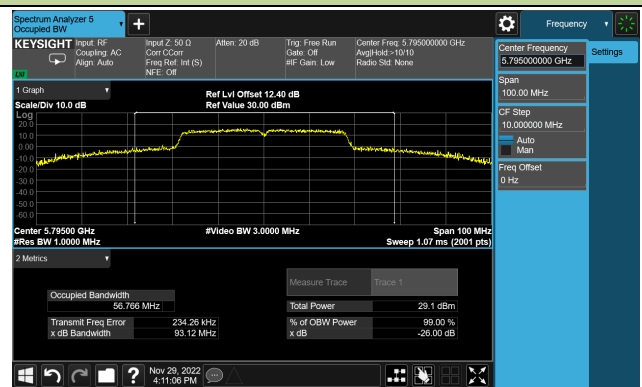 Spectrum Analyzer 5
Occupied BW
Frequency
KEYSIGHT
Input: RF
Coupling: AC
Align: Auto
Input Z: 50 Ω
Corr CCorr
Freq Ref: Int (S)
NFE: Off
Atten: 20 dB
Trig: Free Run
Gate: Off
#IF Gain: Low
Center Freq: 5.795000000 GHz
Avg|Hold:>10/10
Radio Std: None
LXI
1 Graph
Ref Lvl Offset 12.40 dB
Scale/Div 10.0 dB
Ref Value 30.00 dBm
Log
20.0
10.0
0.00
-10.0
-20.0
-30.0
-40.0
-50.0
-60.0
Center 5.79500 GHz
#Video BW 3.0000 MHz
Span 100 MHz
#Res BW 1.0000 MHz
Sweep 1.07 ms (2001 pts)
2 Metrics
Measure Trace
Trace 1
Occupied Bandwidth
56.766 MHz
Total Power
29.1 dBm
Transmit Freq Error
234.26 kHz
% of OBW Power
99.00 %
x dB Bandwidth
93.12 MHz
x dB
-26.00 dB
?
Nov 29, 2022
4:11:06 PM
Center Frequency
5.795000000 GHz
Settings
Span
100.00 MHz
CF Step
10.000000 MHz
Auto
Man
Freq Offset
0 Hz